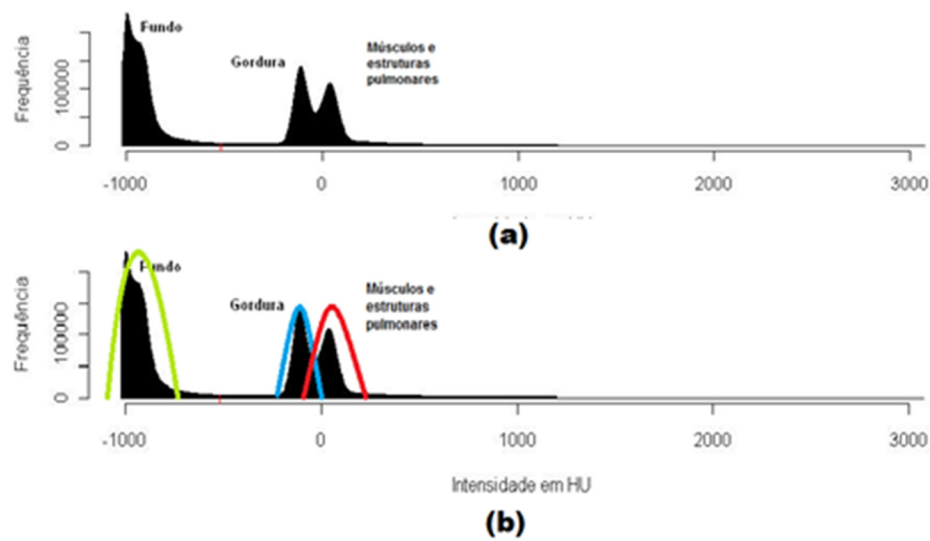 Fundo
Gordura
Músculos e
estruturas
pulmonares
Frequência
0
100000
-1000
0
1000
2000
3000
(a)
Fundo
Gordura
Músculos e
estruturas
pulmonares
Frequência
0
100000
-1000
0
1000
2000
3000
Intensidade em HU
(b)